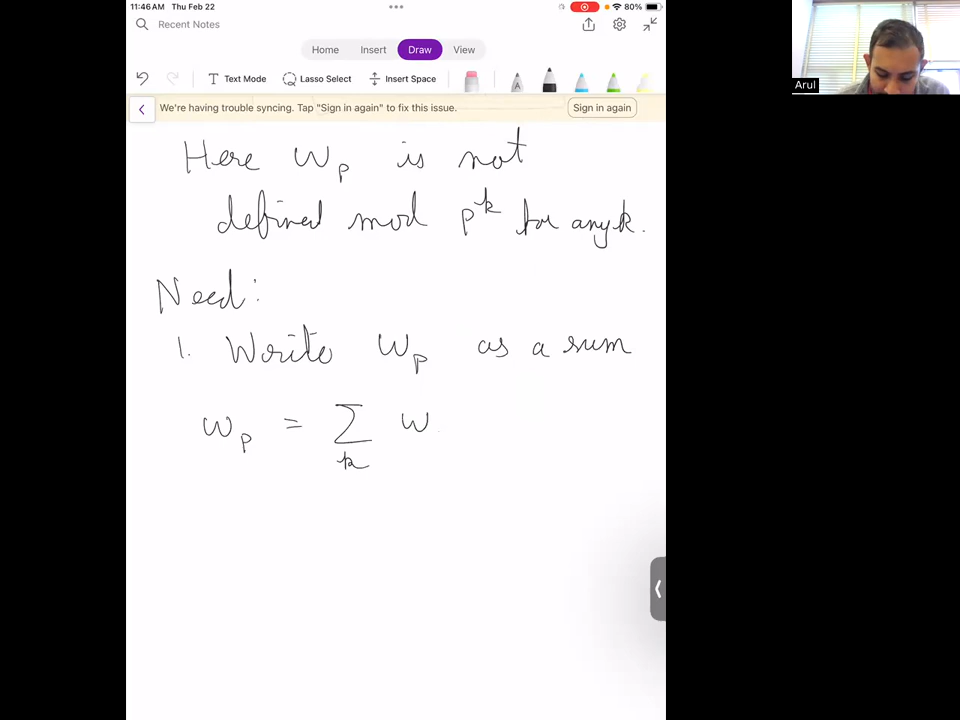 11:46 AM Thu Feb 22
80%
Recent Notes
Home Insert Draw View
Text Mode Lasso Select Insert Space
We're having trouble syncing. Tap "Sign in again" to fix this issue. Sign in again
Arul
Here w_p is not
defined mod p^k for any k.
Need:
1. Write w_p as a sum
w_p = ∑_k w